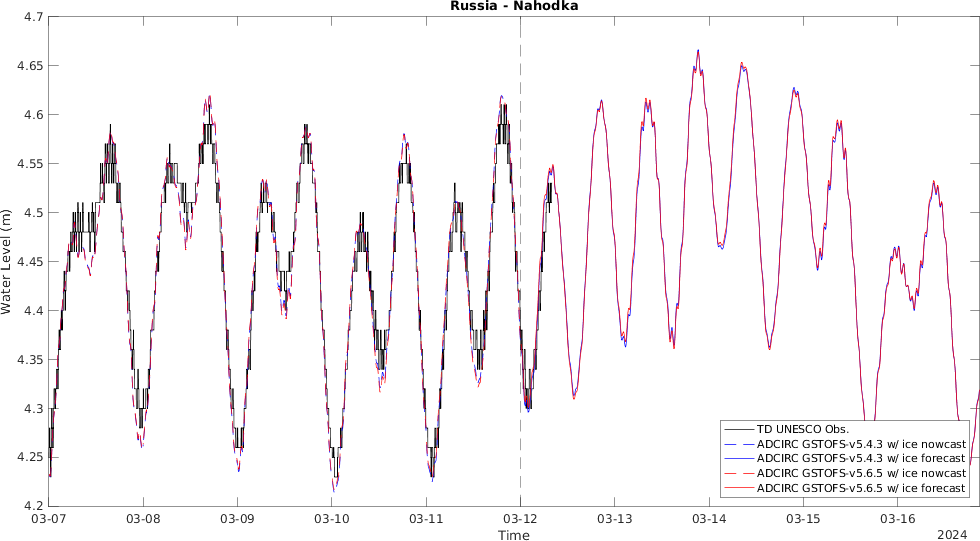 Russia - Nahodka
Water Level (m)
4.7
4.65
4.6
4.55
4.5
4.45
4.4
4.35
4.3
4.25
4.2
TD UNESCO Obs.
ADCIRC GSTOFS-v5.4.3 w/ ice nowcast
ADCIRC GSTOFS-v5.4.3 w/ ice forecast
ADCIRC GSTOFS-v5.6.5 w/ ice nowcast
ADCIRC GSTOFS-v5.6.5 w/ ice forecast
03-07 03-08 03-09 03-10 03-11 03-12 03-13 03-14 03-15 03-16
Time
2024